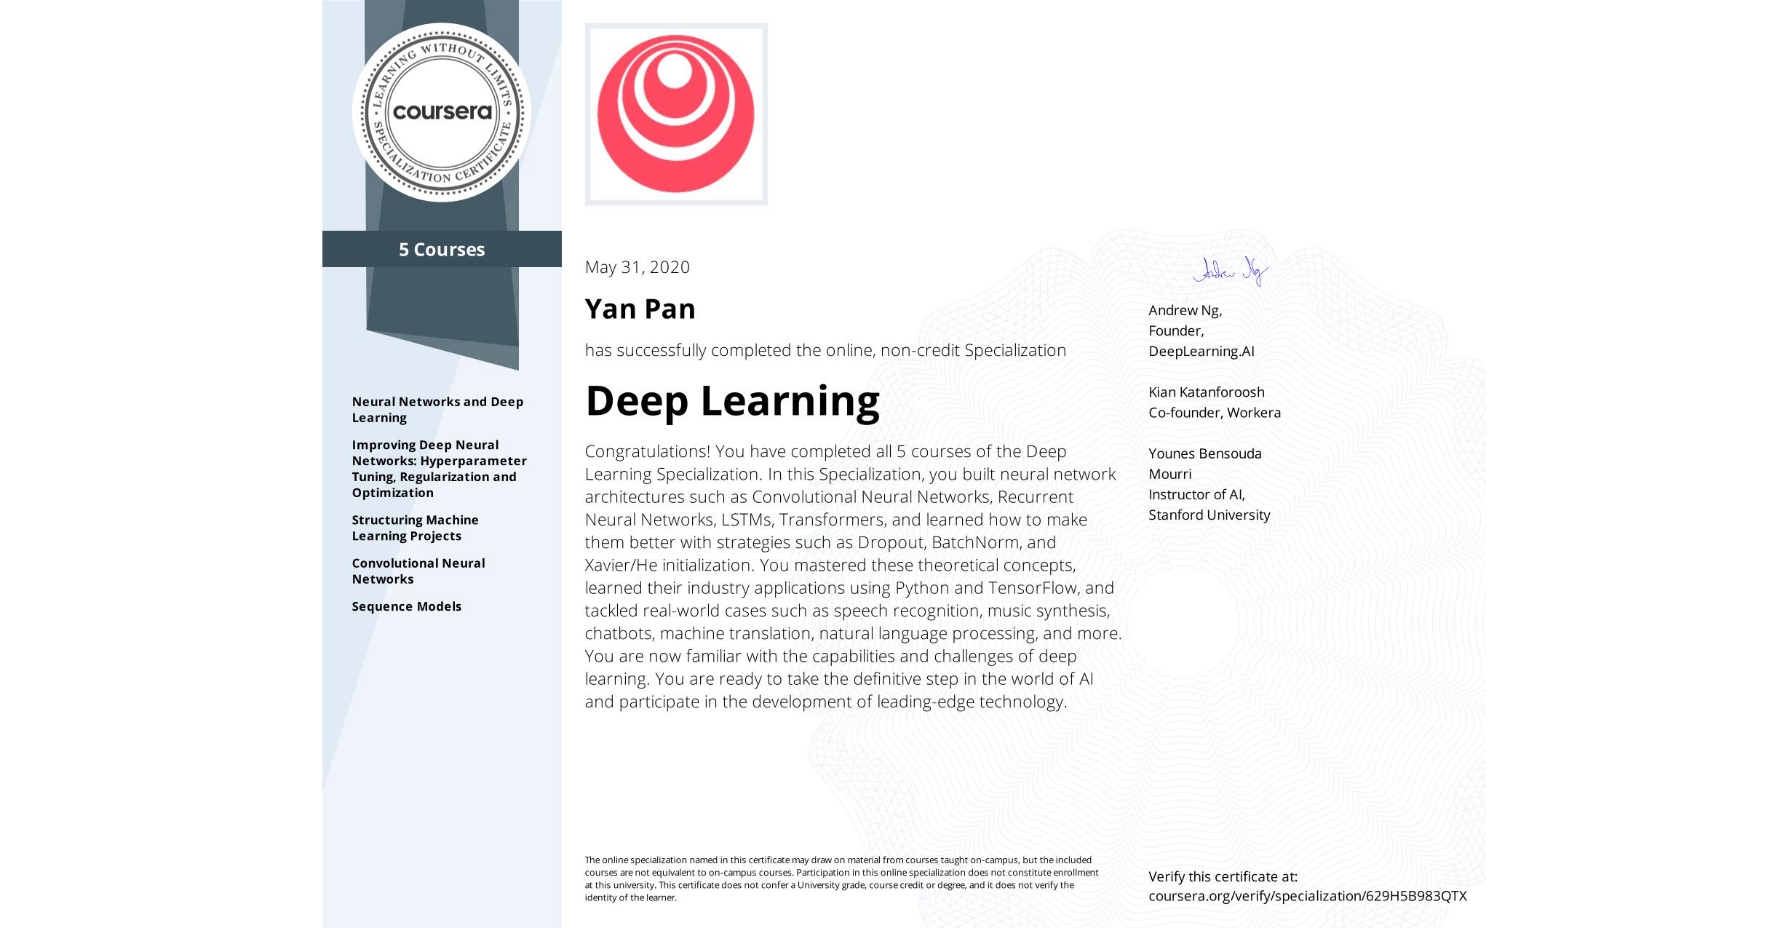 LEARNING WITHOUT LIMITS
coursera
SPECIALIZATION CERTIFICATE
5 Courses
Neural Networks and Deep
Learning
Improving Deep Neural
Networks: Hyperparameter
Tuning, Regularization and
Optimization
Structuring Machine
Learning Projects
Convolutional Neural
Networks
Sequence Models
May 31, 2020
Yan Pan
has successfully completed the online, non-credit Specialization
Deep Learning
Congratulations! You have completed all 5 courses of the Deep
Learning Specialization. In this Specialization, you built neural network
architectures such as Convolutional Neural Networks, Recurrent
Neural Networks, LSTMs, Transformers, and learned how to make
them better with strategies such as Dropout, BatchNorm, and
Xavier/He initialization. You mastered these theoretical concepts,
learned their industry applications using Python and TensorFlow, and
tackled real-world cases such as speech recognition, music synthesis,
chatbots, machine translation, natural language processing, and more.
You are now familiar with the capabilities and challenges of deep
learning. You are ready to take the definitive step in the world of AI
and participate in the development of leading-edge technology.
Andrew Ng
Andrew Ng,
Founder,
DeepLearning.AI
Kian Katanforoosh
Co-founder, Workera
Younes Bensouda
Mourri
Instructor of AI,
Stanford University
The online specialization named in this certificate may draw on material from courses taught on-campus, but the included
courses are not equivalent to on-campus courses. Participation in this online specialization does not constitute enrollment
at this university. This certificate does not confer a University grade, course credit or degree, and it does not verify the
identity of the learner.
Verify this certificate at:
coursera.org/verify/specialization/629H5B983QTX